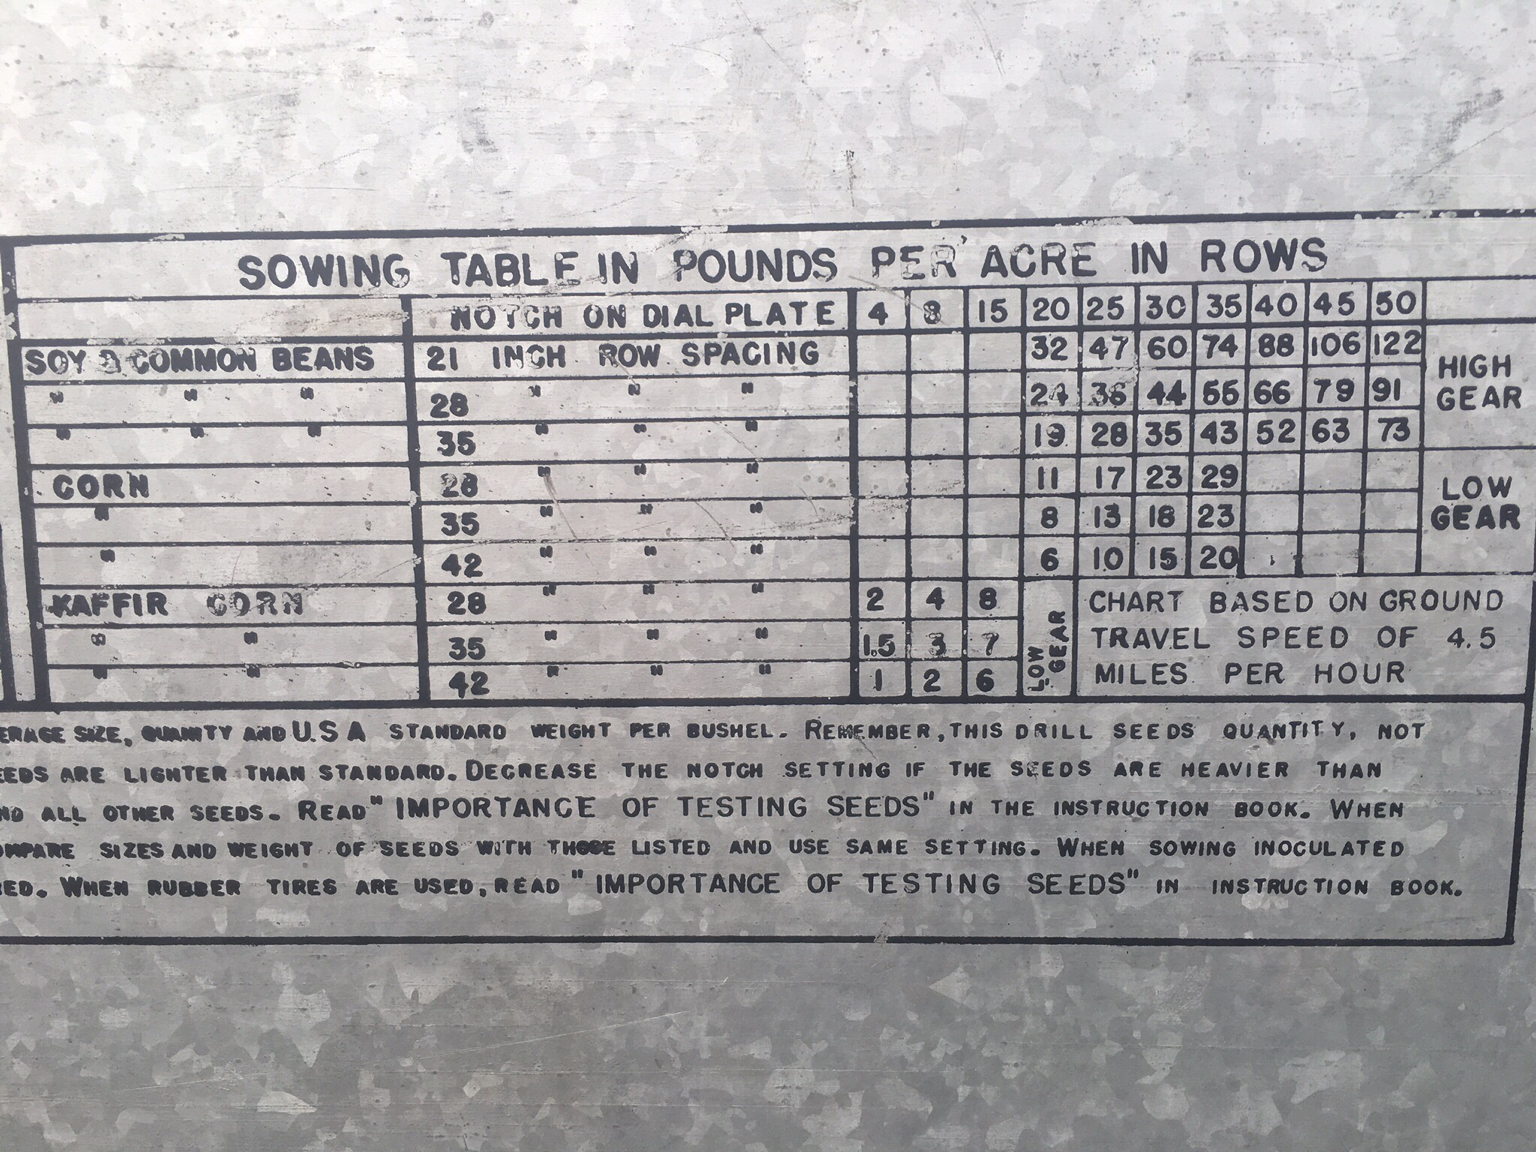 SOWING TABLE IN POUNDS PER ACRE IN ROWS
NOTCH ON DIAL PLATE 4 8 15 20 25 30 35 40 45 50
SOY & COMMON BEANS 21 INCH ROW SPACING 32 47 60 74 88 106 122 HIGH GEAR
" " " 28 " " " 24 36 44 55 66 79 91
" " " 35 " " " 19 28 35 43 52 63 73
CORN 28 " " " 11 17 23 29 LOW GEAR
" 35 " " " 8 13 18 23
" 42 " " " 6 10 15 20
KAFFIR CORN 28 " " " 2 4 8 LOW GEAR CHART BASED ON GROUND
" " 35 " " " 1.5 3 7 TRAVEL SPEED OF 4.5
" " 42 " " " 1 2 6 MILES PER HOUR
ERAGE SIZE, QUANTITY AND U.S A STANDARD WEIGHT PER BUSHEL. REMEMBER, THIS DRILL SEEDS QUANTITY, NOT
EEDS ARE LIGHTER THAN STANDARD. DECREASE THE NOTCH SETTING IF THE SEEDS ARE HEAVIER THAN
ND ALL OTHER SEEDS. READ "IMPORTANCE OF TESTING SEEDS" IN THE INSTRUCTION BOOK. WHEN
OMPARE SIZES AND WEIGHT OF SEEDS WITH THOSE LISTED AND USE SAME SETTING. WHEN SOWING INOCULATED
EED. WHEN RUBBER TIRES ARE USED, READ "IMPORTANCE OF TESTING SEEDS" IN INSTRUCTION BOOK.